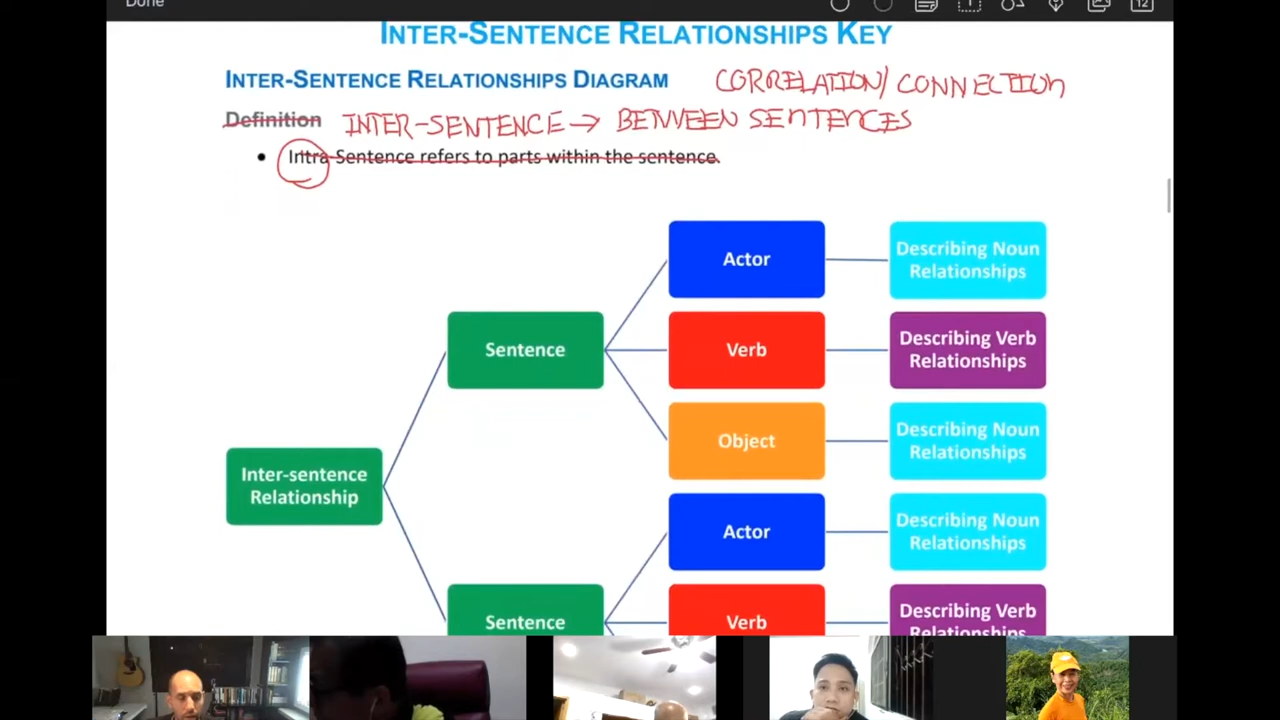 Done
12
INTER-SENTENCE RELATIONSHIPS KEY
INTER-SENTENCE RELATIONSHIPS DIAGRAM CORRELATION/CONNECTION
Definition INTER-SENTENCE → BETWEEN SENTENCES
• Intra-Sentence refers to parts within the sentence.
Actor
Describing Noun
Relationships
Sentence
Verb
Describing Verb
Relationships
Object
Describing Noun
Relationships
Inter-sentence
Relationship
Actor
Describing Noun
Relationships
Sentence
Verb
Describing Verb
Relationships